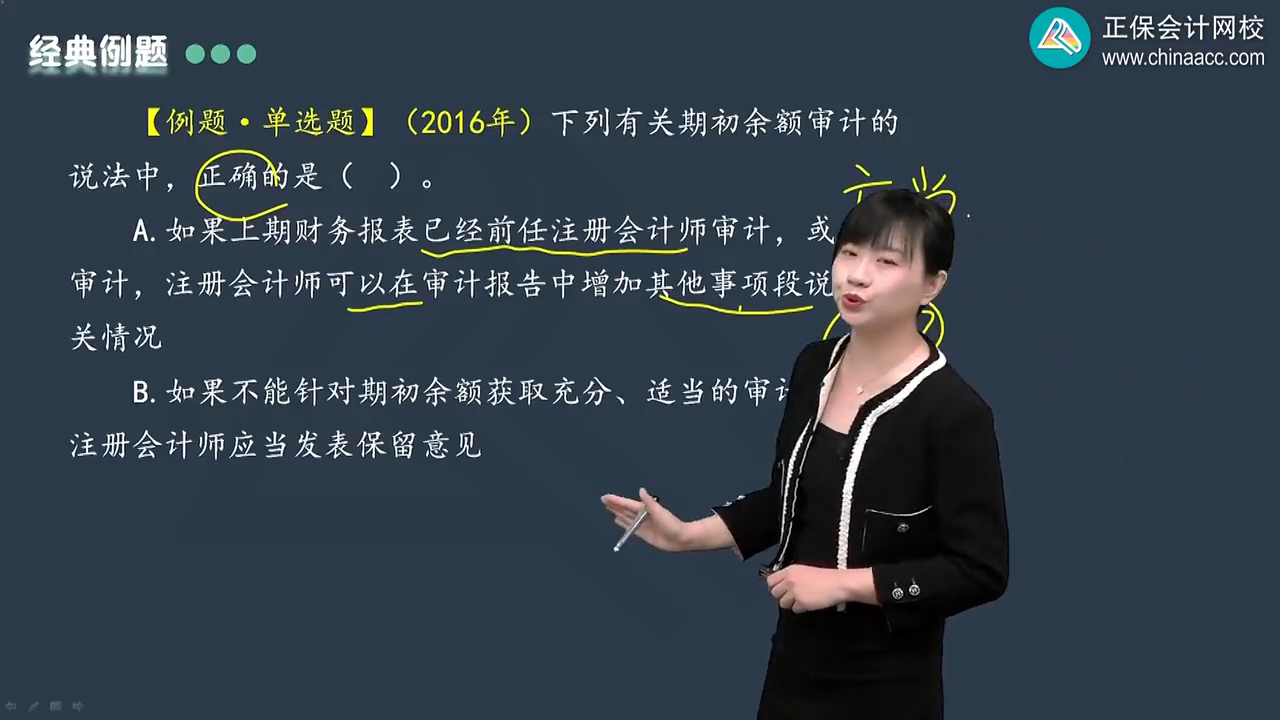 经典例题
正保会计网校
www.chinaacc.com
【例题·单选题】（2016年）下列有关期初余额审计的
说法中，正确的是（ ）。
A. 如果上期财务报表已经前任注册会计师审计，或
审计，注册会计师可以在审计报告中增加其他事项段说
关情况
B. 如果不能针对期初余额获取充分、适当的审计
注册会计师应当发表保留意见